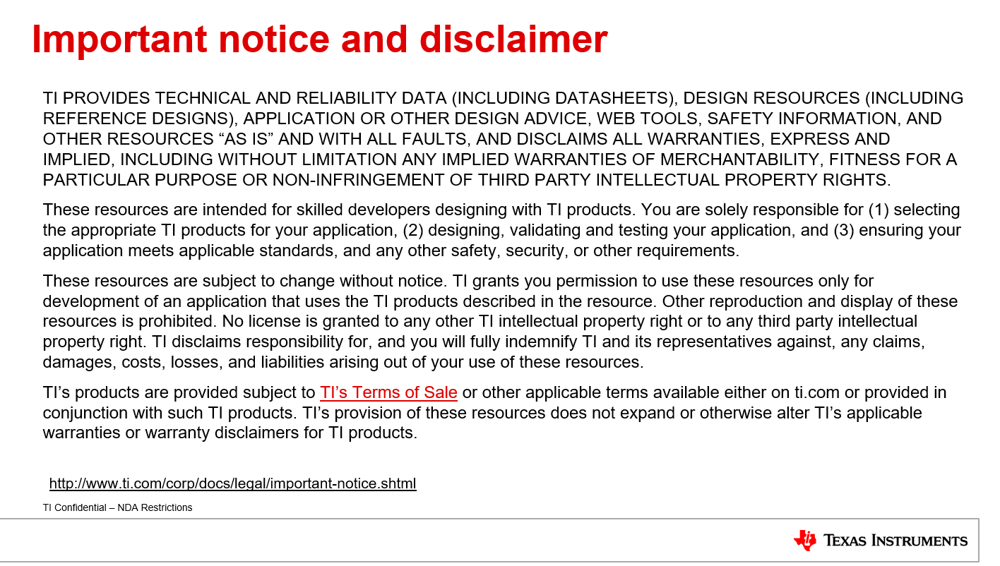 Important notice and disclaimer
TI PROVIDES TECHNICAL AND RELIABILITY DATA (INCLUDING DATASHEETS), DESIGN RESOURCES (INCLUDING
REFERENCE DESIGNS), APPLICATION OR OTHER DESIGN ADVICE, WEB TOOLS, SAFETY INFORMATION, AND
OTHER RESOURCES “AS IS” AND WITH ALL FAULTS, AND DISCLAIMS ALL WARRANTIES, EXPRESS AND
IMPLIED, INCLUDING WITHOUT LIMITATION ANY IMPLIED WARRANTIES OF MERCHANTABILITY, FITNESS FOR A
PARTICULAR PURPOSE OR NON-INFRINGEMENT OF THIRD PARTY INTELLECTUAL PROPERTY RIGHTS.
These resources are intended for skilled developers designing with TI products. You are solely responsible for (1) selecting
the appropriate TI products for your application, (2) designing, validating and testing your application, and (3) ensuring your
application meets applicable standards, and any other safety, security, or other requirements.
These resources are subject to change without notice. TI grants you permission to use these resources only for
development of an application that uses the TI products described in the resource. Other reproduction and display of these
resources is prohibited. No license is granted to any other TI intellectual property right or to any third party intellectual
property right. TI disclaims responsibility for, and you will fully indemnify TI and its representatives against, any claims,
damages, costs, losses, and liabilities arising out of your use of these resources.
TI’s products are provided subject to TI’s Terms of Sale or other applicable terms available either on ti.com or provided in
conjunction with such TI products. TI’s provision of these resources does not expand or otherwise alter TI’s applicable
warranties or warranty disclaimers for TI products.
http://www.ti.com/corp/docs/legal/important-notice.shtml
TI Confidential – NDA Restrictions
TEXAS INSTRUMENTS